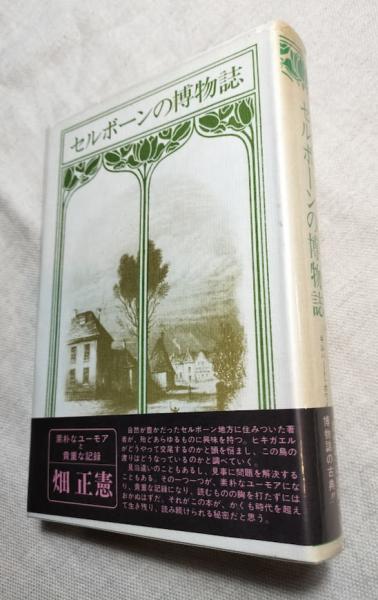 セルボーンの博物誌
素朴なユーモア
と
貴重な記録
畑 正憲
自然が豊かだったセルボーン地方に住みついた著
者が、殆どあらゆるものに興味を持つ。ヒキガエル
がどうやって交尾するのかと頭を悩まし、この鳥の
渡りはどうなっているのかと調べていく。
見当違いのこともあるし、見事に問題を解決する
こともある。その一つ一つが、素朴なユーモアにな
り、貴重な記録になり、読むものの胸を打たずには
おかぬはずだ。それがこの本が、かくも時代を超え
て生き残り、読み続けられる秘密だと思う。
セルボーンの博物誌
博物誌の古